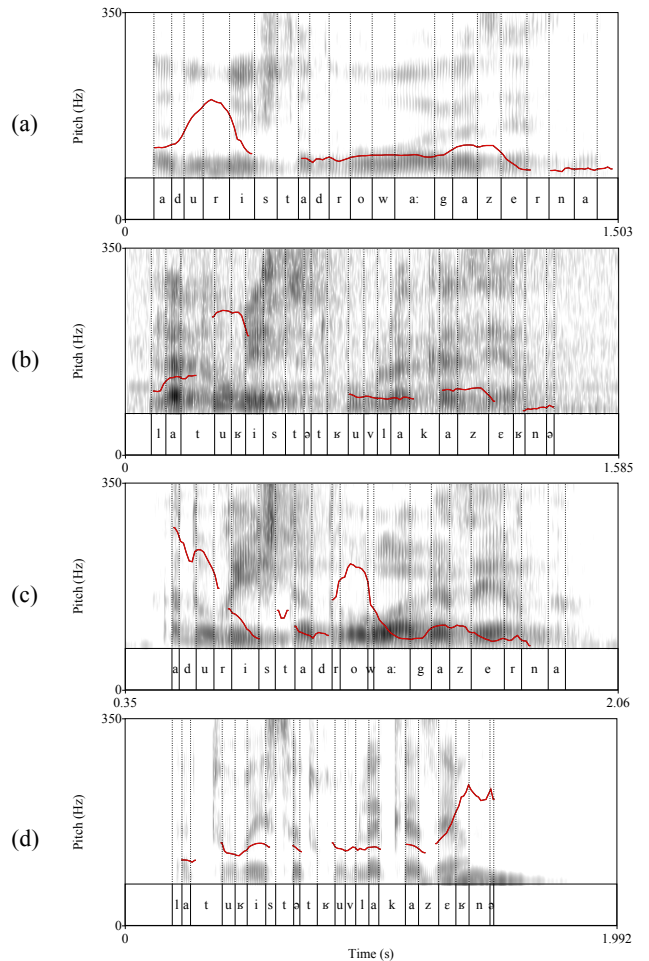 (a)
Pitch (Hz)
350
a d u r i s t a d r o w a: g a z e r n a
0
0 1.503
(b)
Pitch (Hz)
350
l a t u ʁ i s t ə t ʁ u v l a k a z ɛ ʁ n ə
0
0 1.585
(c)
Pitch (Hz)
350
a d u r i s t a d r o w a: g a z e r n a
0
0.35 2.06
(d)
Pitch (Hz)
350
l a t u ʁ i s t ə t ʁ u v l a k a z ɛ ʁ n ə
0
0 1.992
Time (s)